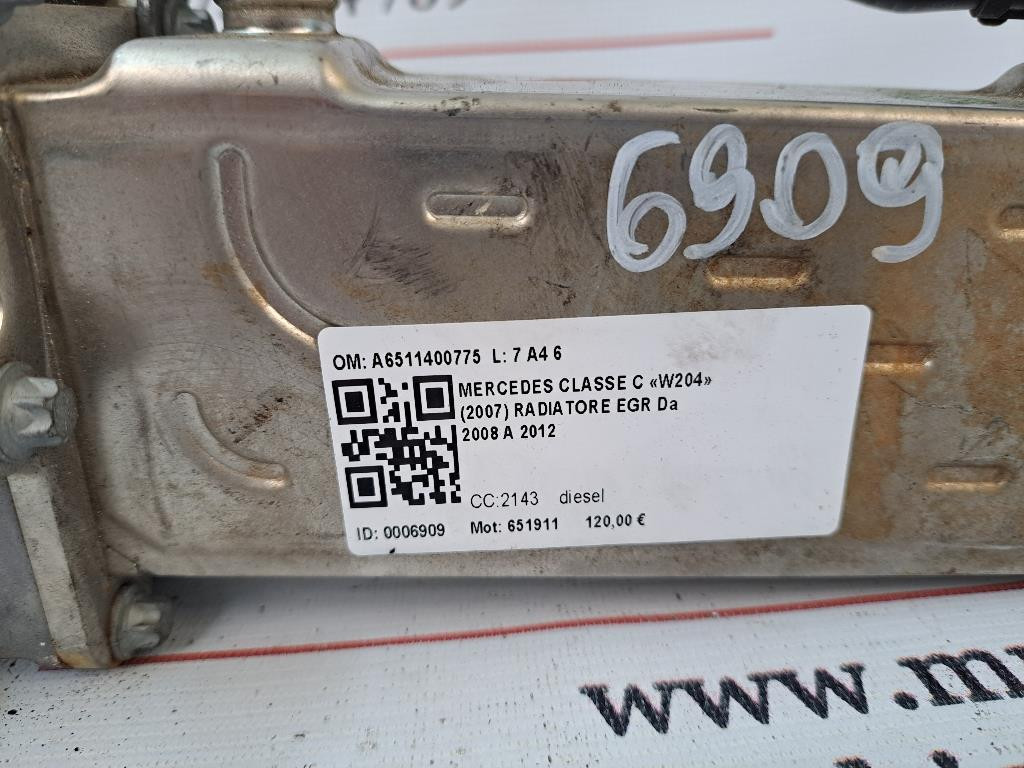 6909
OM: A6511400775 L: 7 A4 6
MERCEDES CLASSE C «W204»
(2007) RADIATORE EGR Da
2008 A 2012
CC:2143 diesel
ID: 0006909 Mot: 651911 120,00 €
www.m